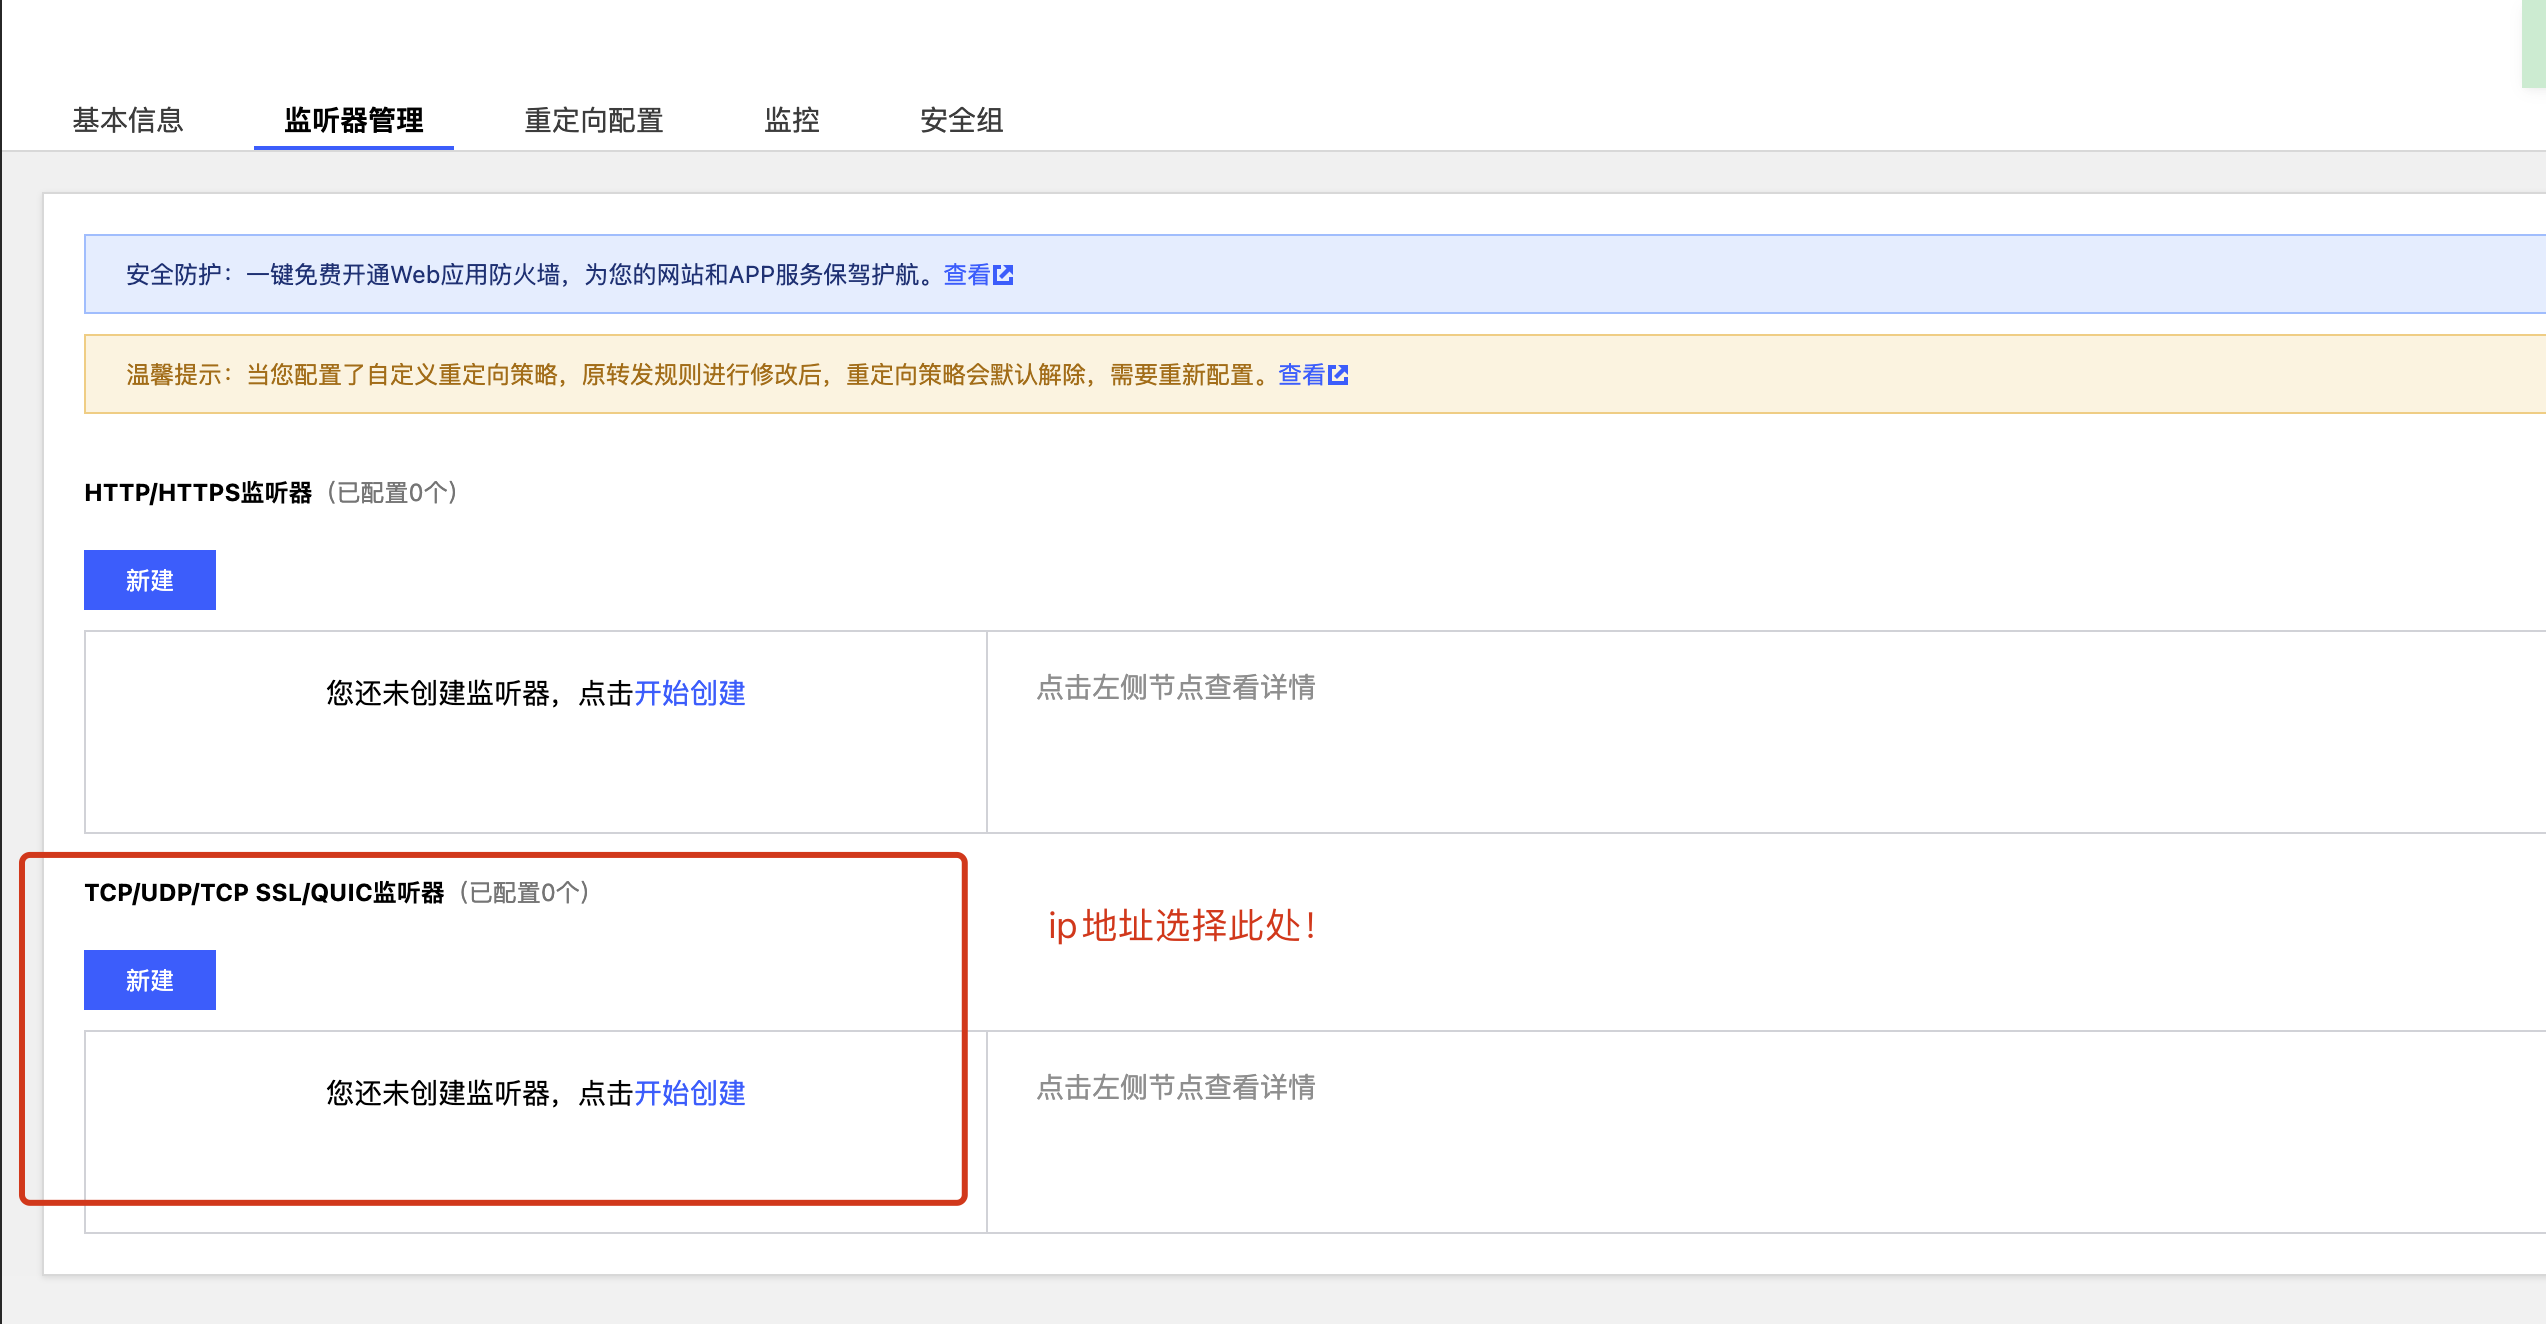 基本信息 监听器管理 重定向配置 监控 安全组
安全防护：一键免费开通Web应用防火墙，为您的网站和APP服务保驾护航。查看
温馨提示：当您配置了自定义重定向策略，原转发规则进行修改后，重定向策略会默认解除，需要重新配置。查看
HTTP/HTTPS监听器（已配置0个）
新建
您还未创建监听器，点击开始创建
点击左侧节点查看详情
TCP/UDP/TCP SSL/QUIC监听器（已配置0个）
ip地址选择此处！
新建
您还未创建监听器，点击开始创建
点击左侧节点查看详情